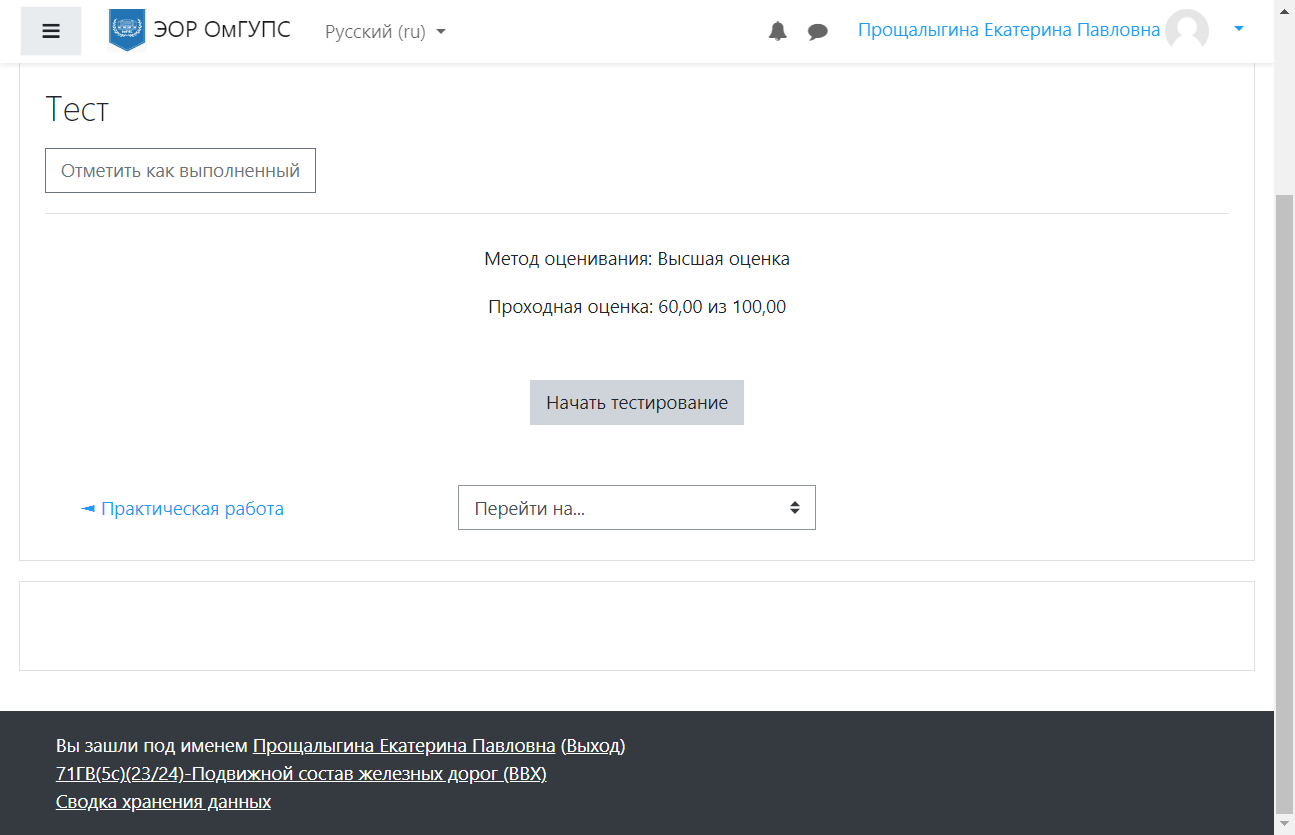 ЭОР ОмГУПС
Русский (ru)
Прощалыгина Екатерина Павловна
Тест
Отметить как выполненный
Метод оценивания: Высшая оценка
Проходная оценка: 60,00 из 100,00
Начать тестирование
◄ Практическая работа
Перейти на...
Вы зашли под именем Прощалыгина Екатерина Павловна (Выход)
71ГВ(5с)(23/24)-Подвижной состав железных дорог (ВВХ)
Сводка хранения данных